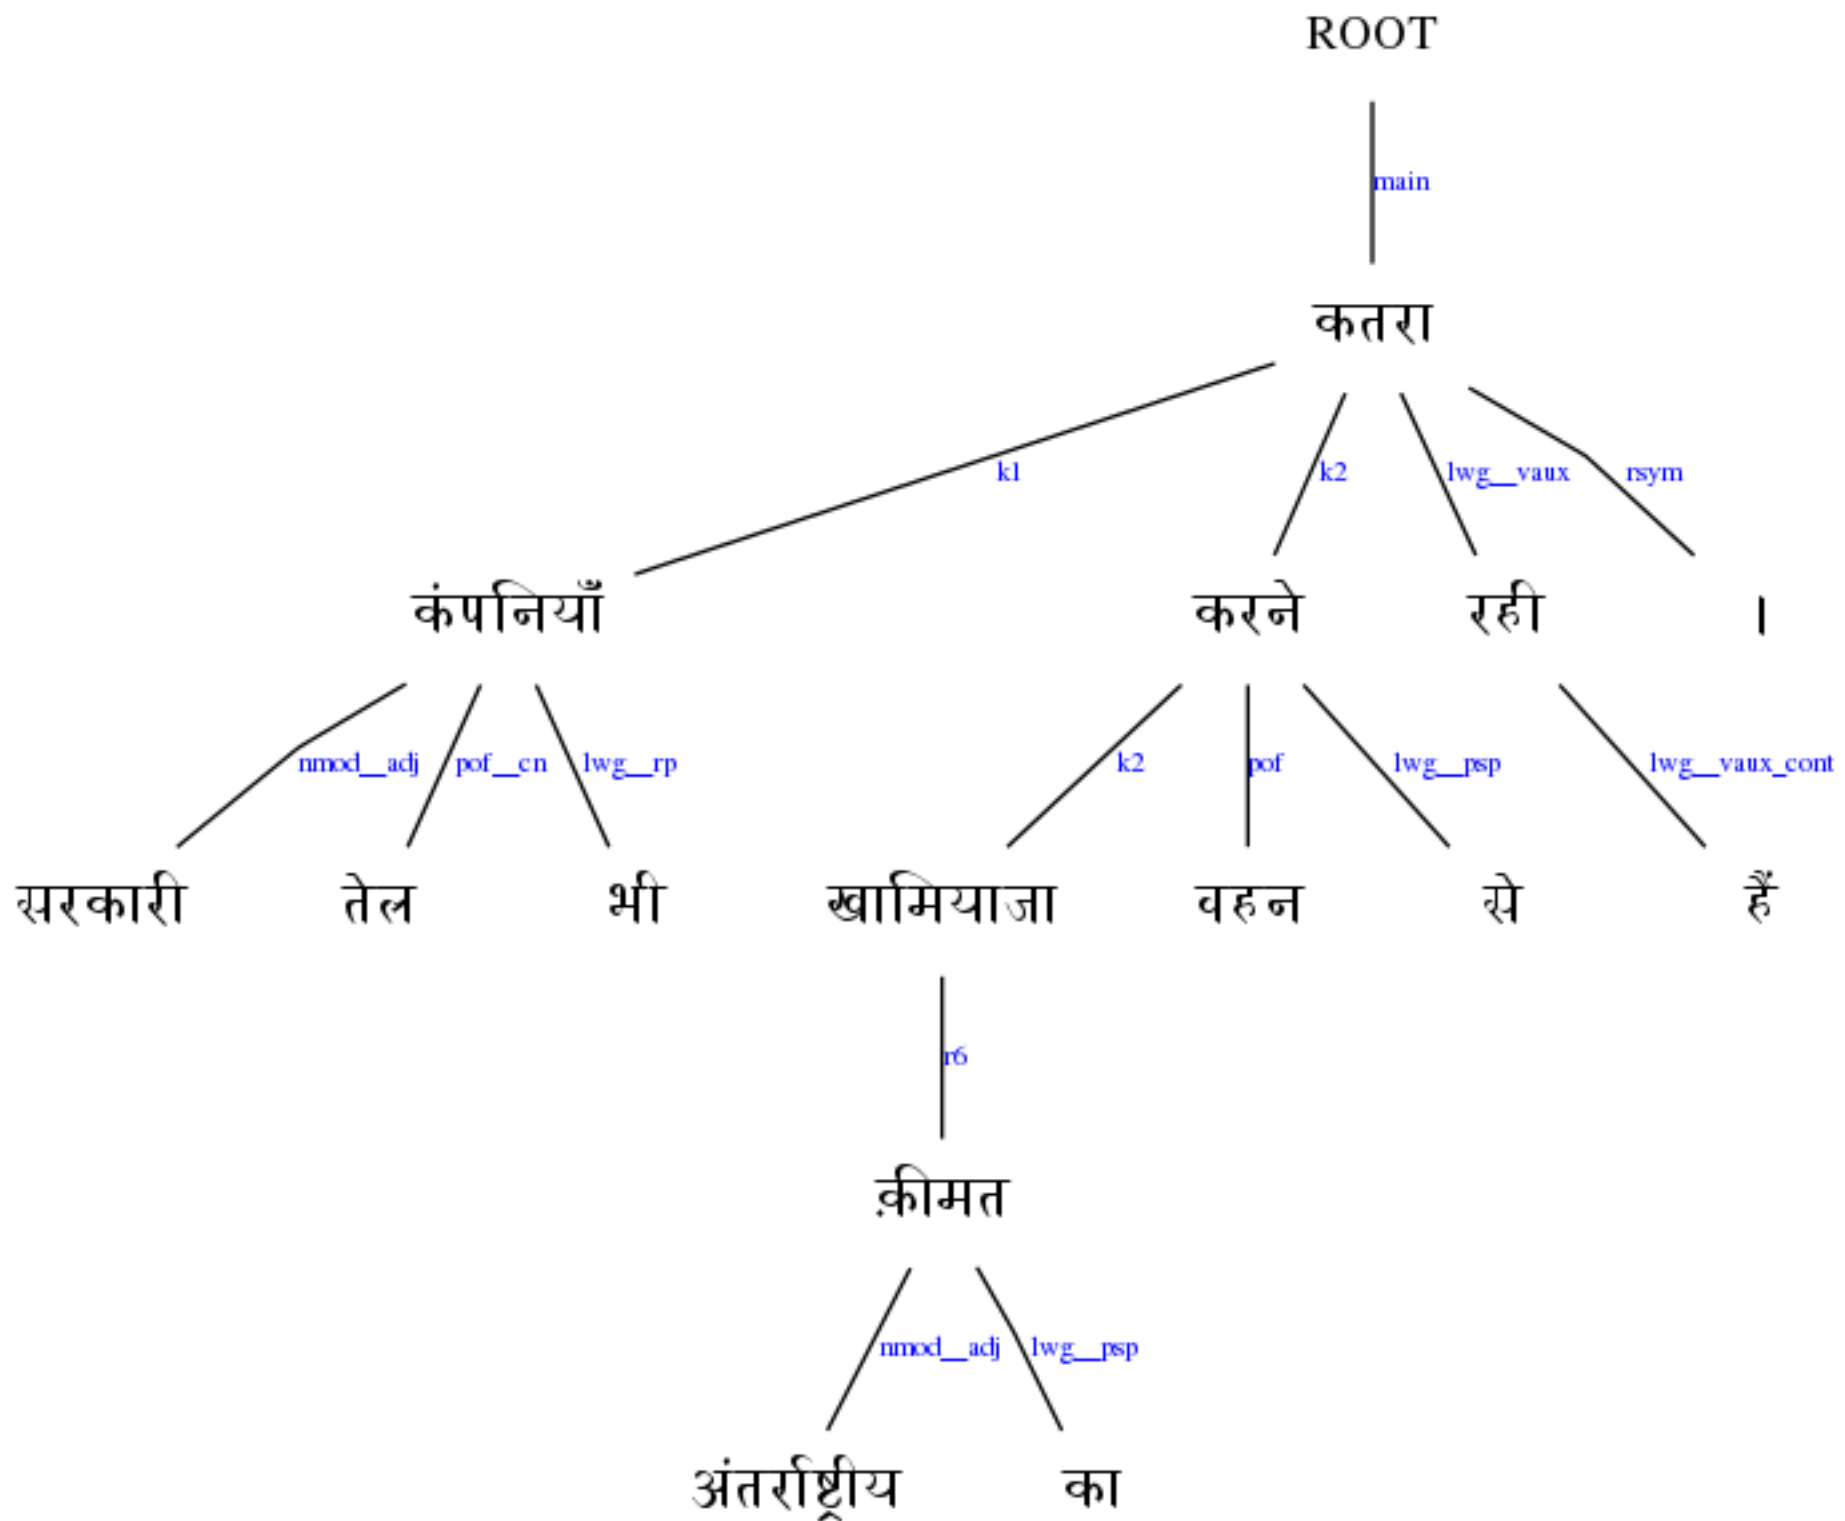 ROOT
main
कतरा
k1 k2 lwg__vaux rsym
कंपनियाँ करने रही ।
nmod__adj pof__cn lwg__rp k2 pof lwg__psp lwg__vaux_cont
सरकारी तेल भी खामियाजा वहन से हैं
r6
क़ीमत
nmod__adj lwg__psp
अंतर्राष्ट्रीय का